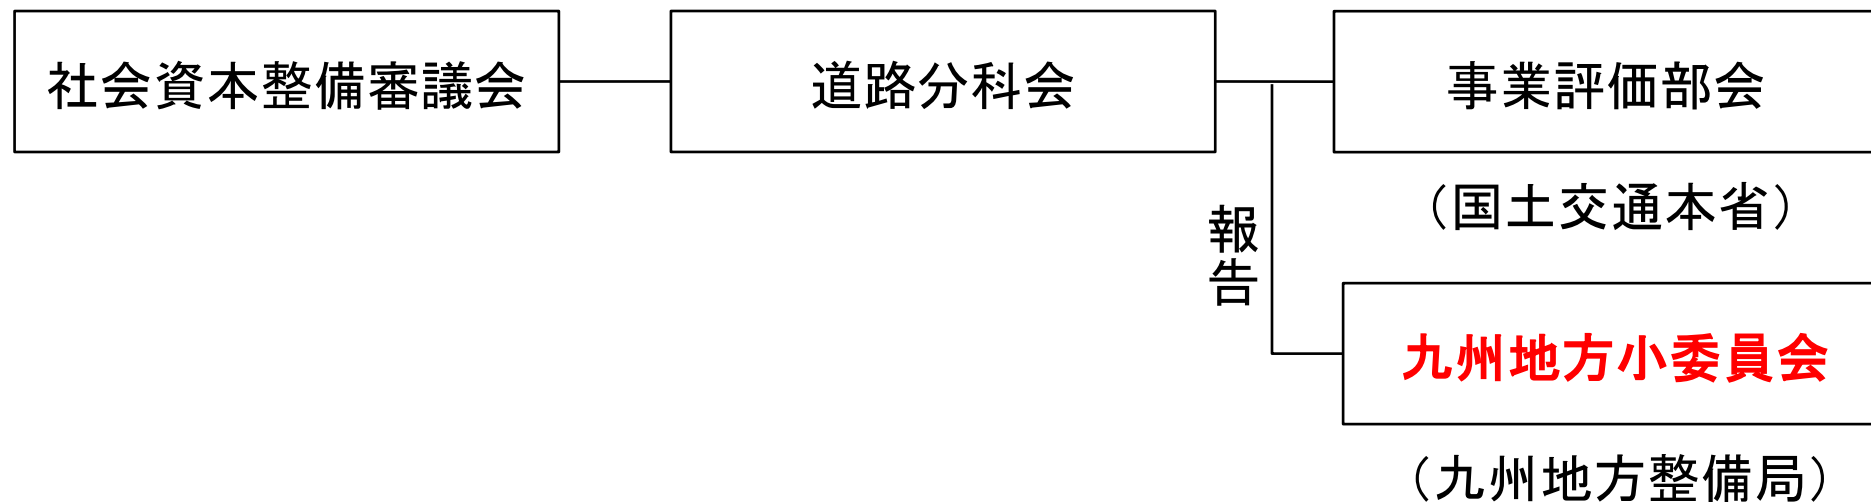 社会資本整備審議会
道路分科会
事業評価部会
（国土交通本省）
報告
九州地方小委員会
（九州地方整備局）